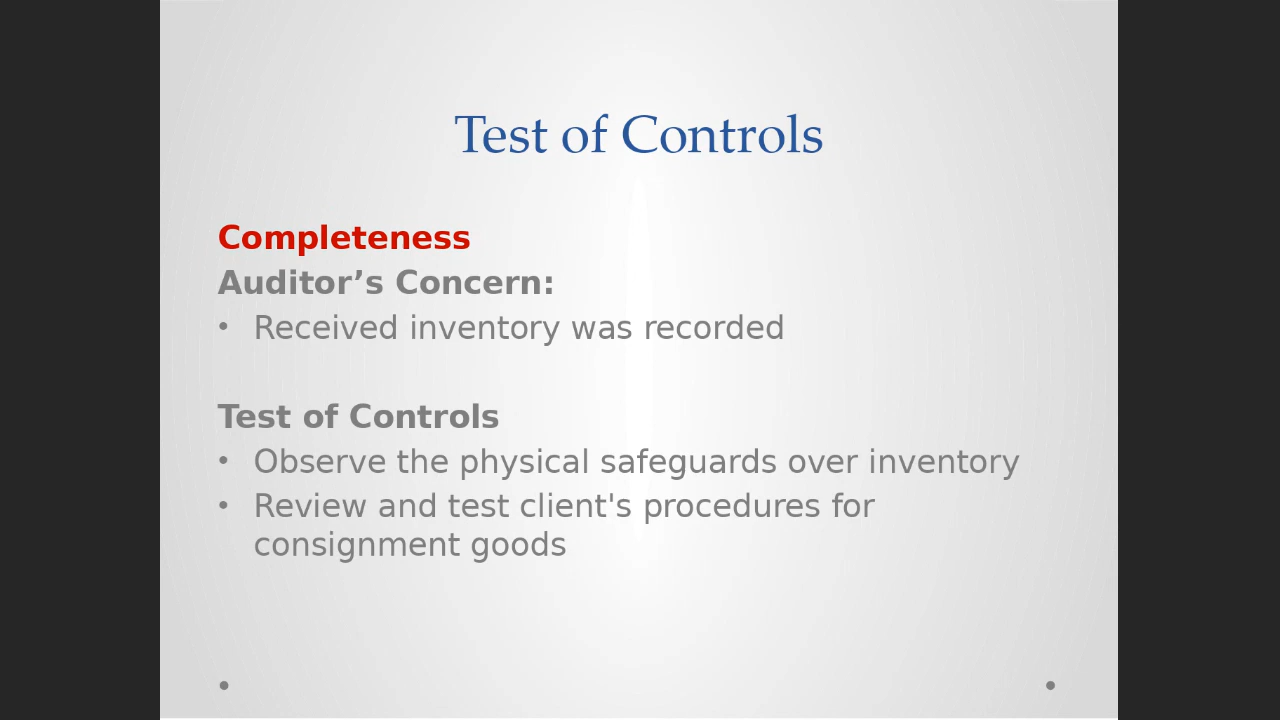 Test of Controls
Completeness
Auditor’s Concern:
• Received inventory was recorded
Test of Controls
• Observe the physical safeguards over inventory
• Review and test client's procedures for
consignment goods